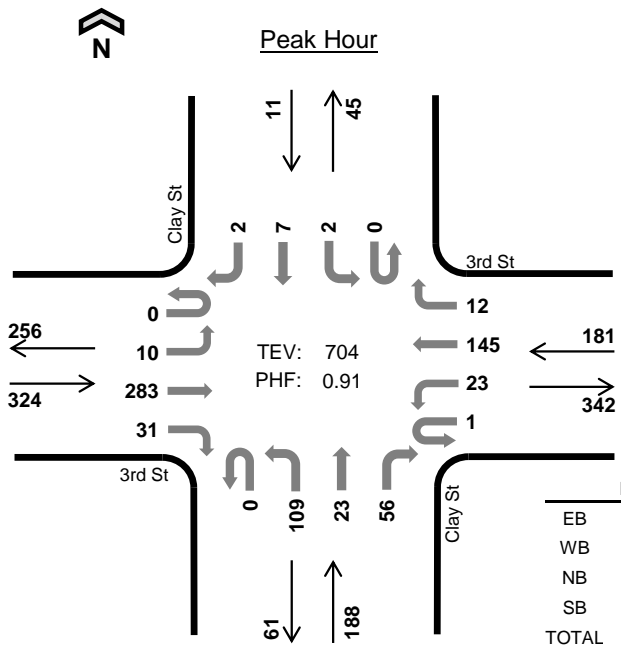 N
Peak Hour
11
45
Clay St
2
7
2
0
3rd St
0
10
283
31
256
324
TEV: 704
PHF: 0.91
12
145
23
1
181
342
3rd St
0
109
23
56
Clay St
61
188
EB
WB
NB
SB
TOTAL